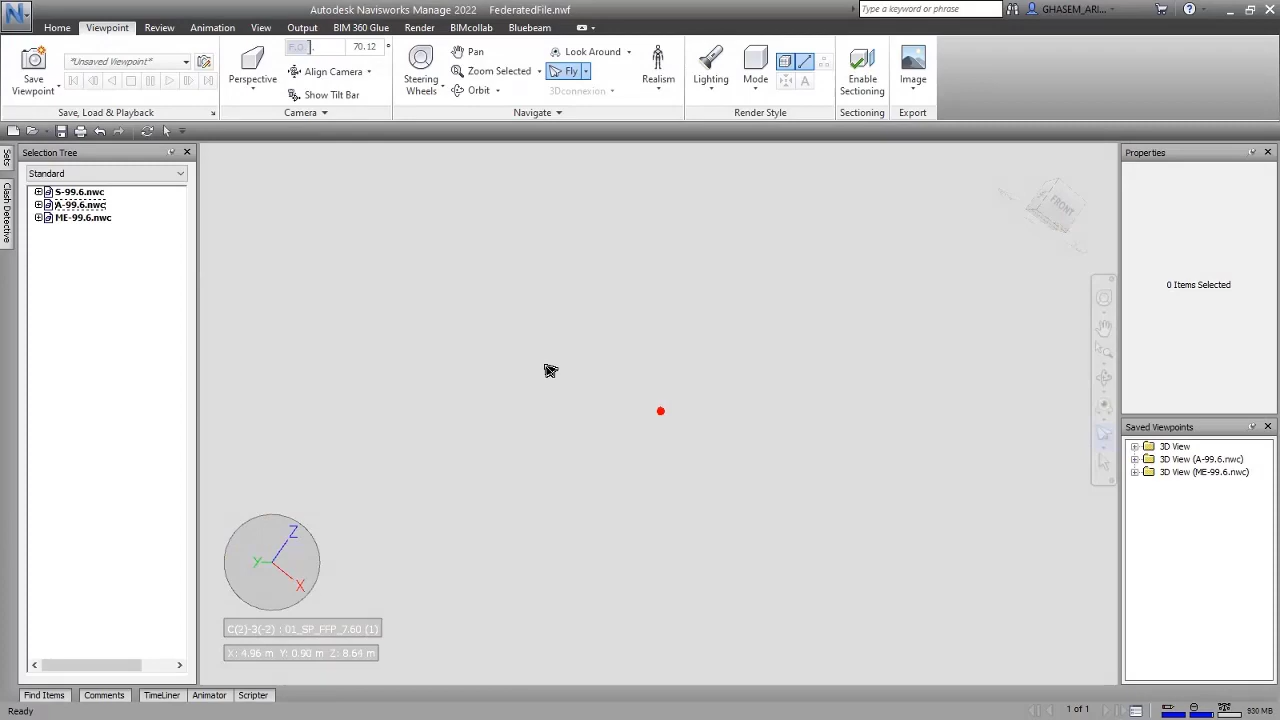 Autodesk Navisworks Manage 2022 FederatedFile.nwf
Type a keyword or phrase
GHASEM_ARI...
Home Viewpoint Review Animation View Output BIM 360 Glue Render BIMcollab Bluebeam
*Unsaved Viewpoint*
Save Viewpoint
Save, Load & Playback
Perspective
F.O.
70.12
Align Camera
Show Tilt Bar
Camera
Steering Wheels
Pan
Zoom Selected
Orbit
Look Around
Fly
3Dconnexion
Realism
Navigate
Lighting
Mode
A
Render Style
Enable Sectioning
Sectioning
Image
Export
Sets
Clash Detective
Selection Tree
Standard
S-99.6.nwc
A-99.6.nwc
ME-99.6.nwc
FRONT
Z
Y
X
C(2)-3(-2) : 01_SP_FFP_7.60 (1)
X: 4.96 m Y: 0.90 m Z: 8.64 m
Properties
0 Items Selected
Saved Viewpoints
3D View
3D View (A-99.6.nwc)
3D View (ME-99.6.nwc)
Find Items Comments TimeLiner Animator Scripter
Ready
1 of 1
930 MB